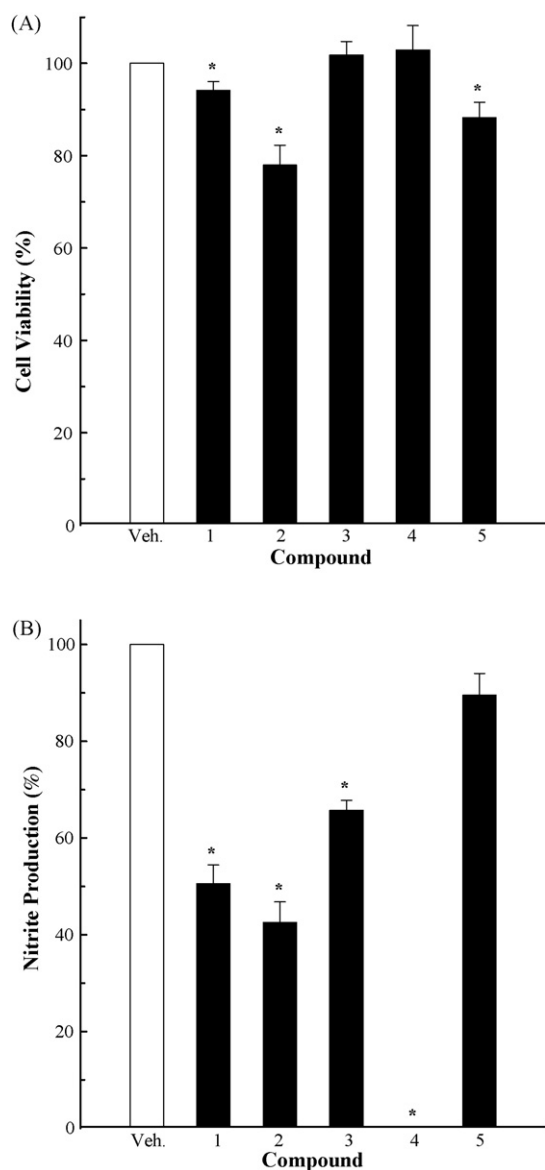 (A)
Cell Viability (%)
100
80
60
40
20
0
* * *
Veh. 1 2 3 4 5
Compound
(B)
Nitrite Production (%)
100
80
60
40
20
0
* * * *
Veh. 1 2 3 4 5
Compound